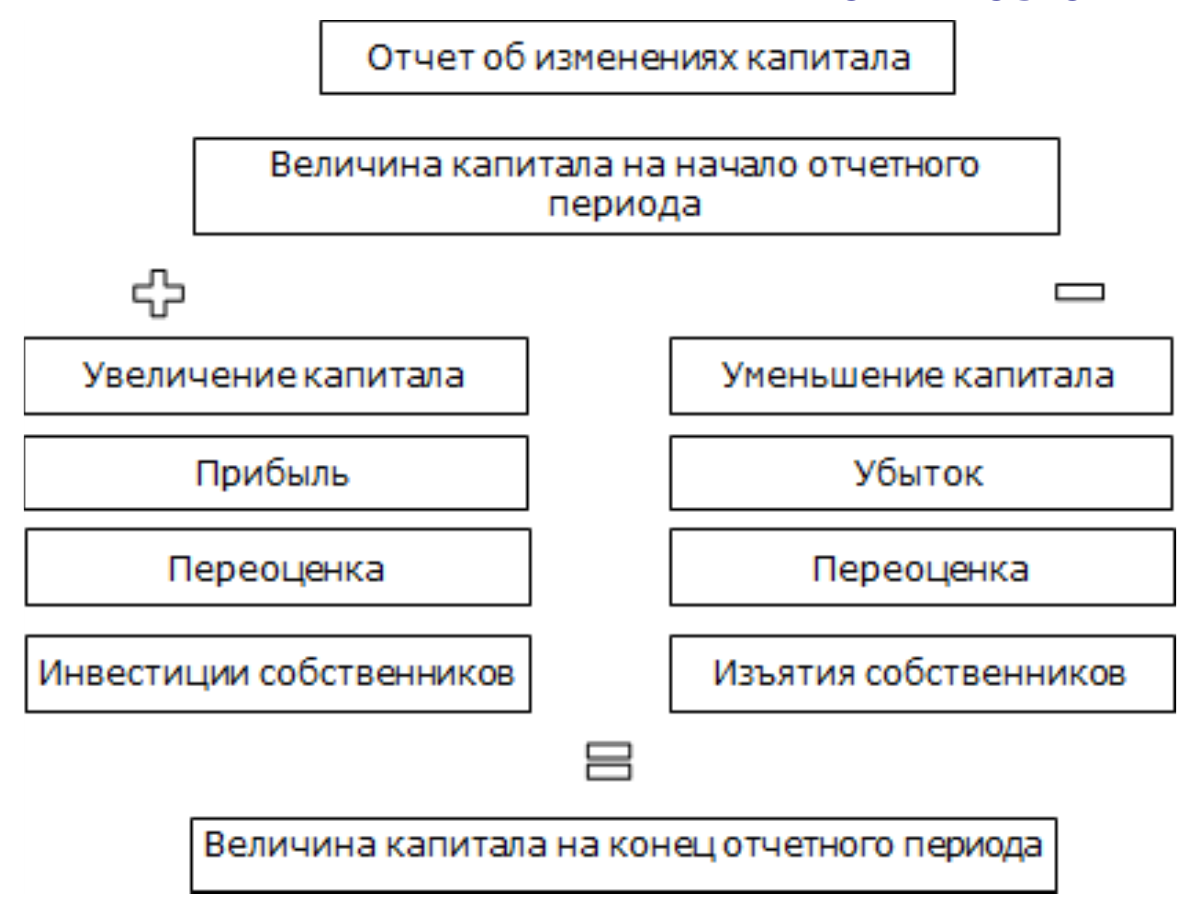 Отчет об изменениях капитала
Величина капитала на начало отчетного
периода
Увеличение капитала
Уменьшение капитала
Прибыль
Убыток
Переоценка
Переоценка
Инвестиции собственников
Изъятия собственников
Величина капитала на конец отчетного периода